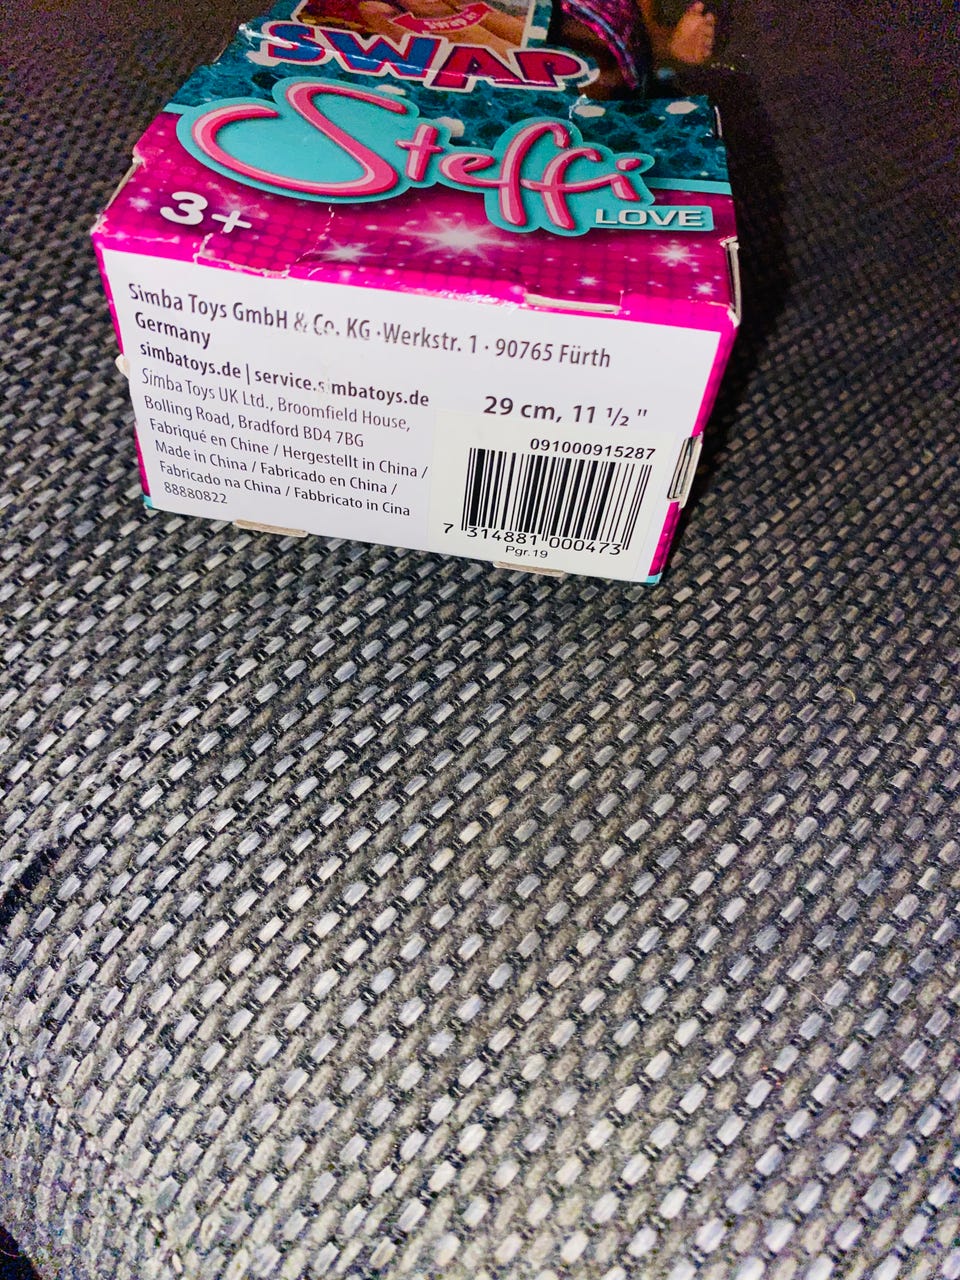 SWAP
Steffi
LOVE
3+
Simba Toys GmbH & Co. KG · Werkstr. 1 · 90765 Fürth
Germany
simbatoys.de | service.simbatoys.de
Simba Toys UK Ltd., Broomfield House,
Bolling Road, Bradford BD4 7BG
Fabriqué en Chine / Hergestellt in China /
Made in China / Fabricado en China /
Fabricado na China / Fabbricato in Cina
88880822
29 cm, 11 ½ "
091000915287
7 314881 000473
Pgr.19